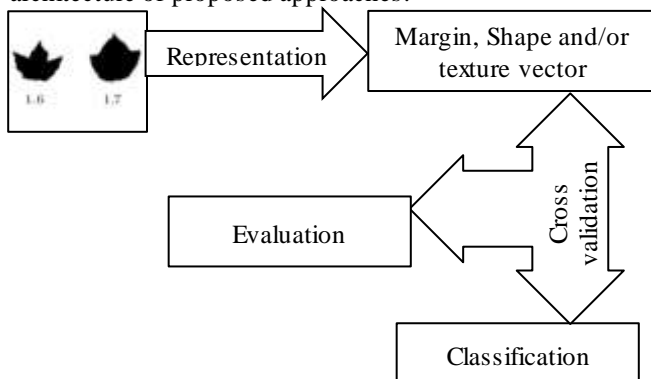 architecture of proposed approaches.
1.6 1.7
Representation
Margin, Shape and/or
texture vector
Evaluation
Cross
validation
Classification